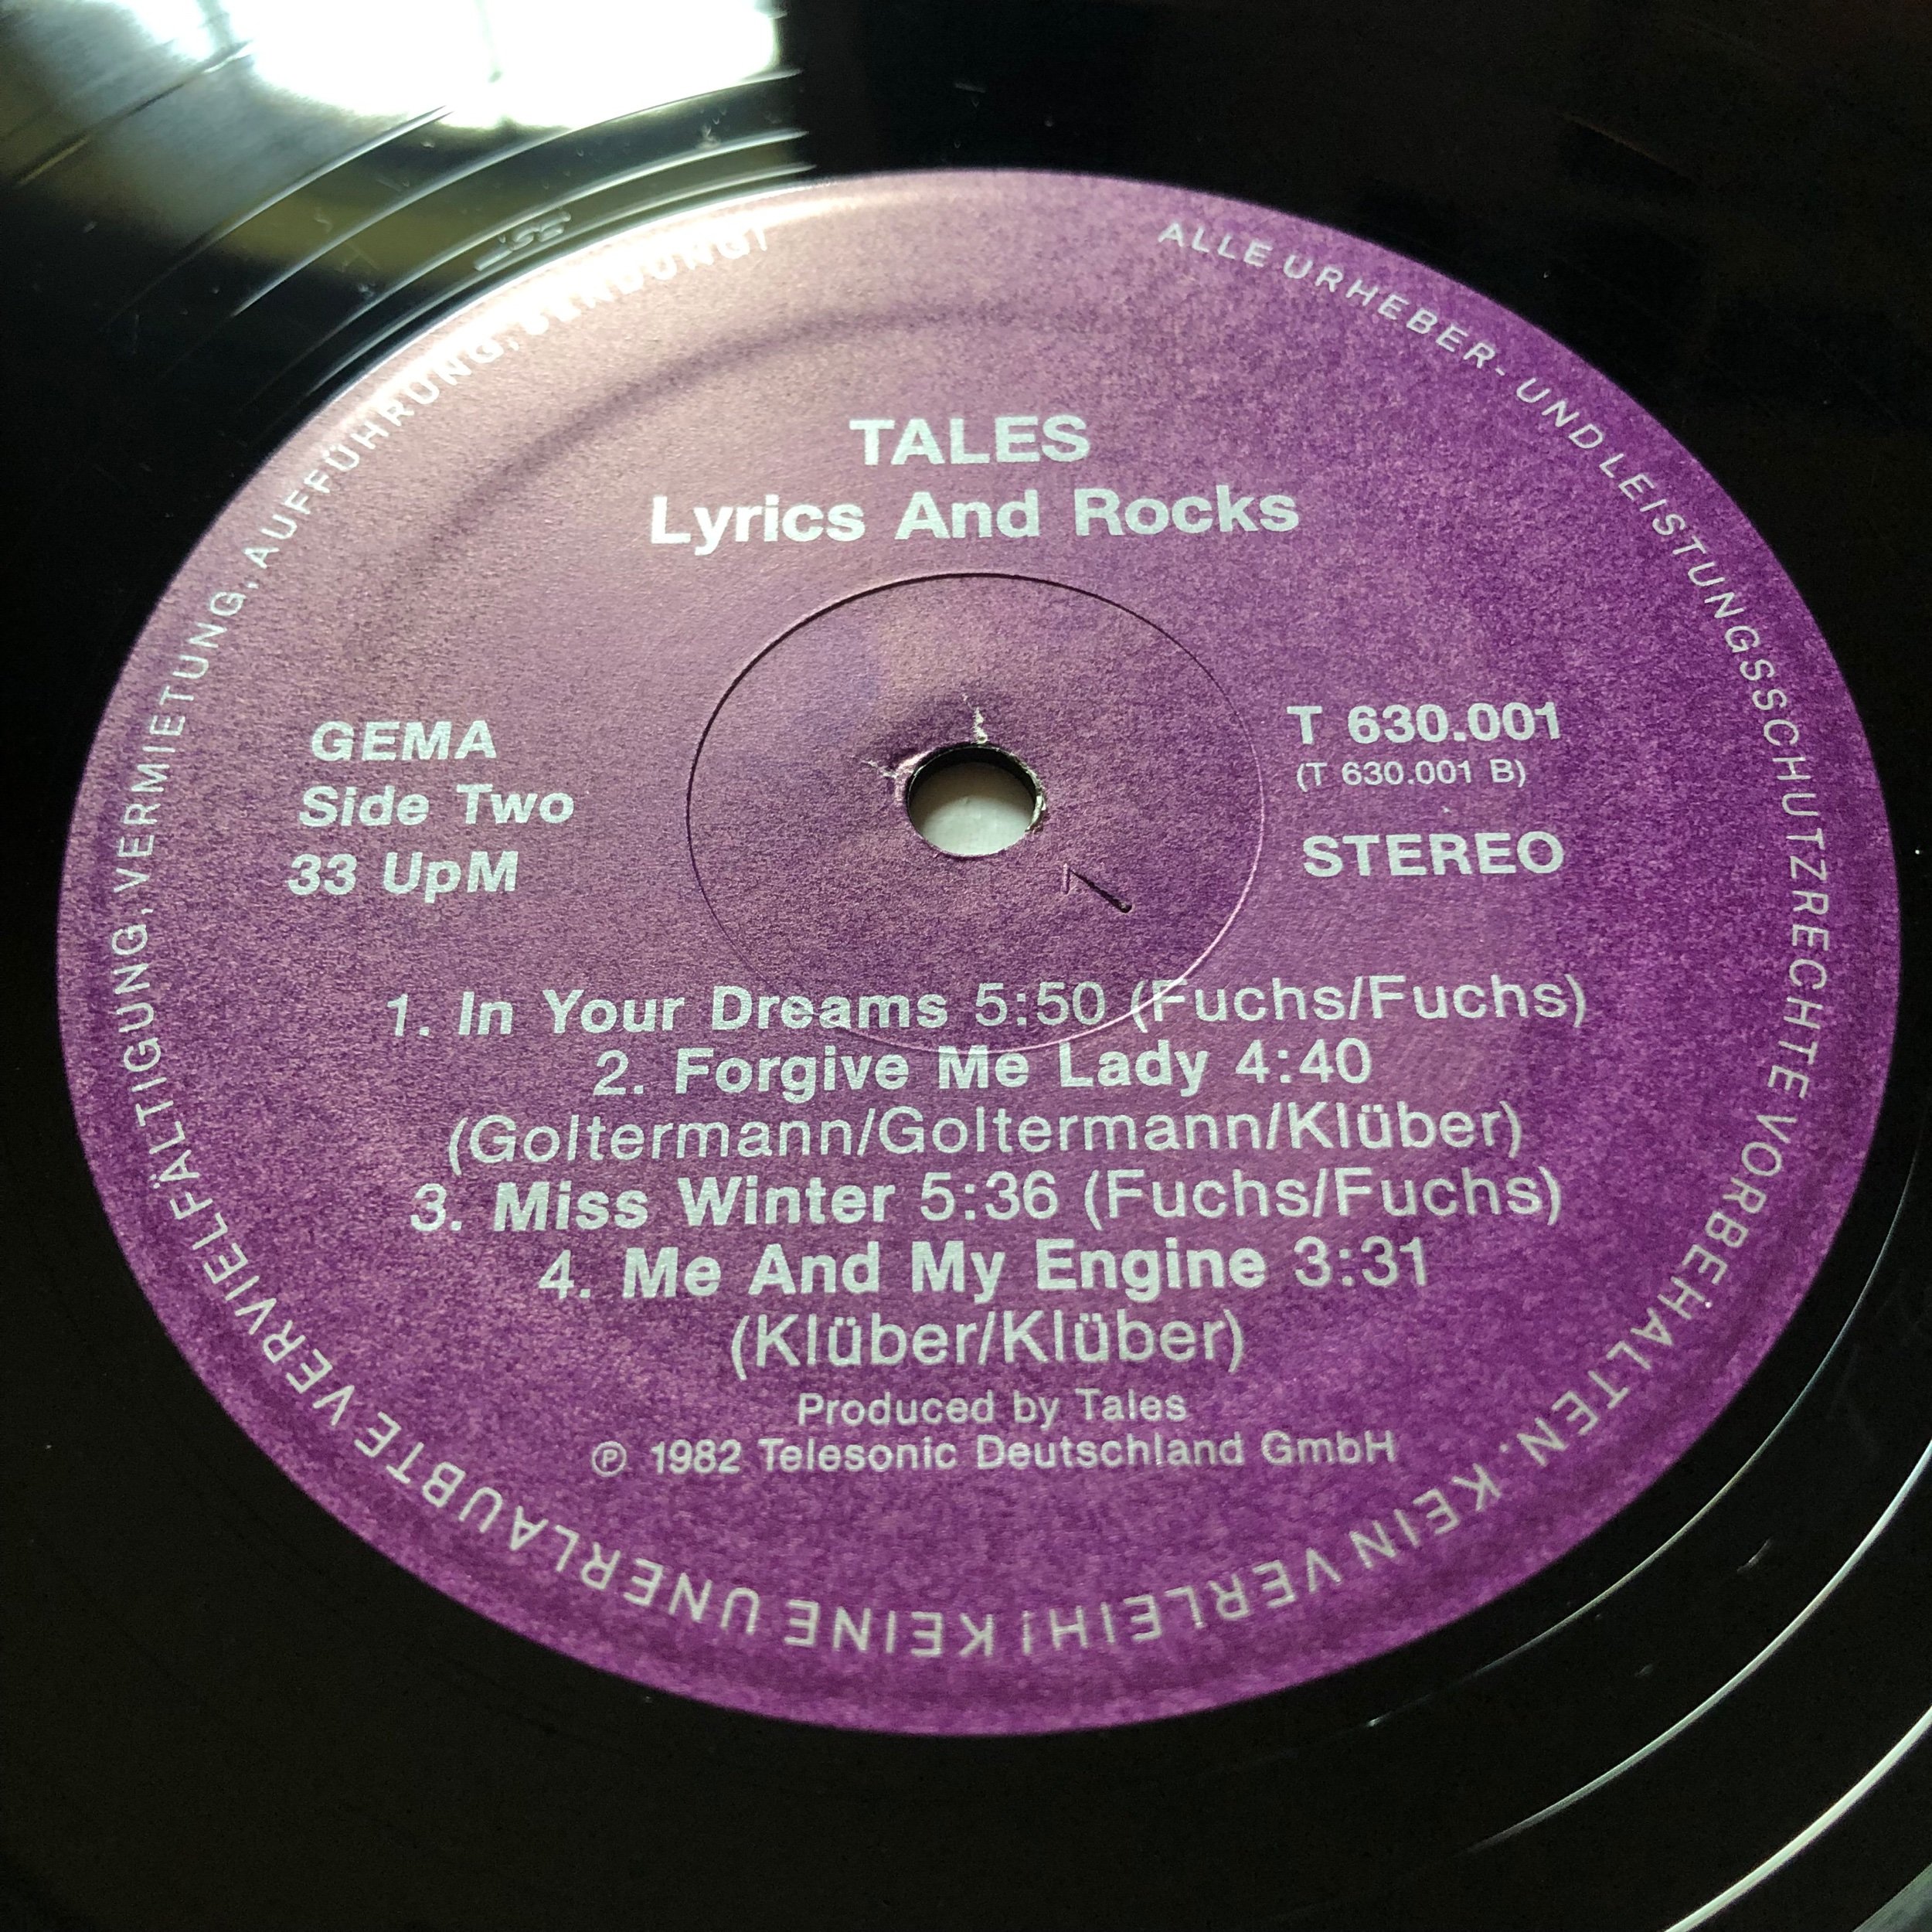 TALES
Lyrics And Rocks
GEMA
Side Two
33 UpM
T 630.001
(T 630.001 B)
STEREO
1. In Your Dreams 5:50 (Fuchs/Fuchs)
2. Forgive Me Lady 4:40
(Goltermann/Goltermann/Klüber)
3. Miss Winter 5:36 (Fuchs/Fuchs)
4. Me And My Engine 3:31
(Klüber/Klüber)
Produced by Tales
℗ 1982 Telesonic Deutschland GmbH
ALLE URHEBER- UND LEISTUNGSSCHUTZRECHTE VORBEHALTEN. KEIN VERLEIH! KEINE UNERLAUBTE VERVIELFÄLTIGUNG, VERMIETUNG, AUFFÜHRUNG, SENDUNG!